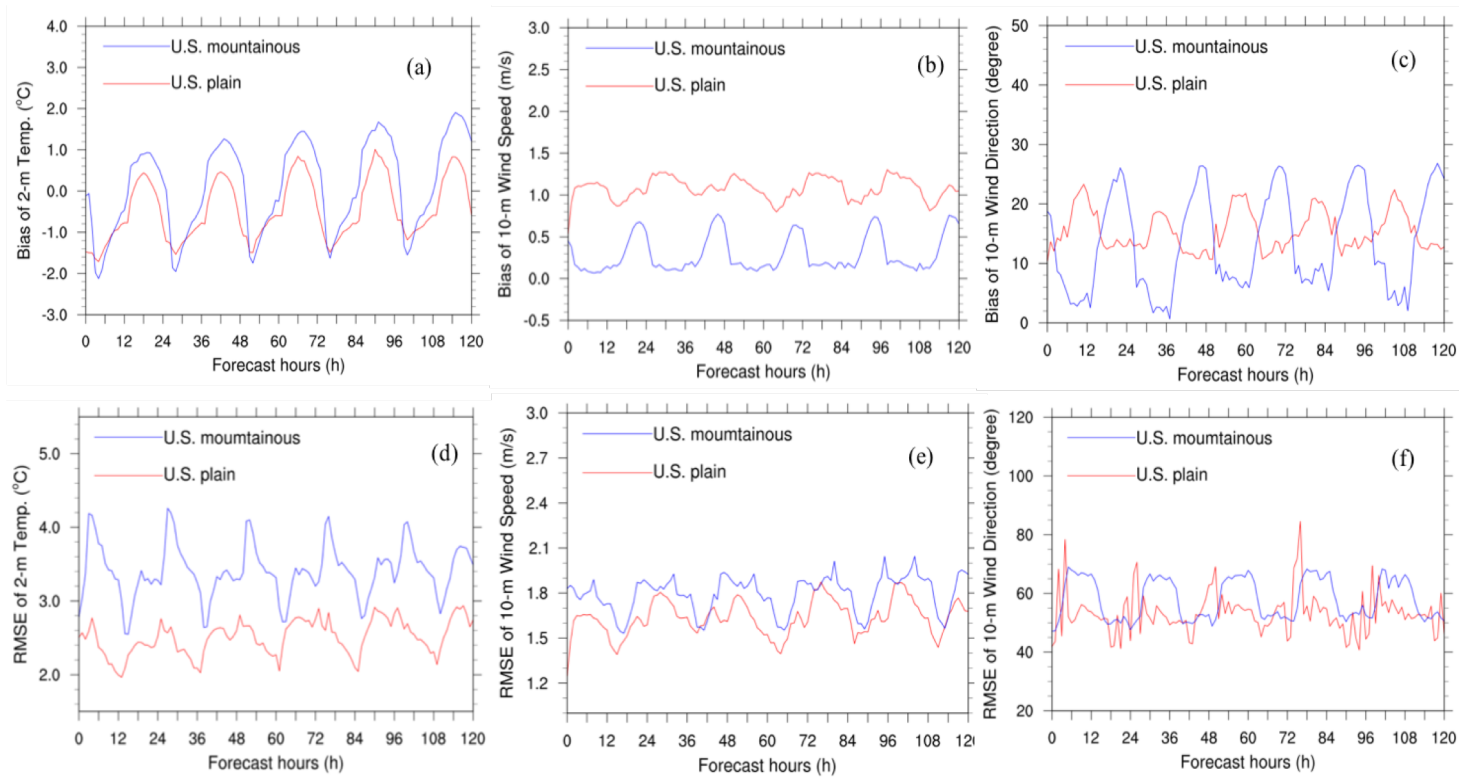 4.0
3.0
2.0
1.0
0.0
-1.0
-2.0
-3.0
Bias of 2-m Temp. (°C)
U.S. mountainous
U.S. plain
(a)
0 12 24 36 48 60 72 84 96 108 120
Forecast hours (h)
3.0
2.5
2.0
1.5
1.0
0.5
0.0
-0.5
Bias of 10-m Wind Speed (m/s)
U.S. mountainous
U.S. plain
(b)
0 12 24 36 48 60 72 84 96 108 120
Forecast hours (h)
50
40
30
20
10
0
Bias of 10-m Wind Direction (degree)
U.S. mountainous
U.S. plain
(c)
0 12 24 36 48 60 72 84 96 108 120
Forecast hours (h)
5.0
4.0
3.0
2.0
RMSE of 2-m Temp. (°C)
U.S. moumtainous
U.S. plain
(d)
0 12 24 36 48 60 72 84 96 108 120
Forecast hours (h)
3.0
2.7
2.4
2.1
1.8
1.5
1.2
RMSE of 10-m Wind Speed (m/s)
U.S. moumtainous
U.S. plain
(e)
0 12 24 36 48 60 72 84 96 108 120
Forecast hours (h)
120
100
80
60
40
20
RMSE of 10-m Wind Direction (degree)
U.S. moumtainous
U.S. plain
(f)
0 12 24 36 48 60 72 84 96 108 120
Forecast hours (h)